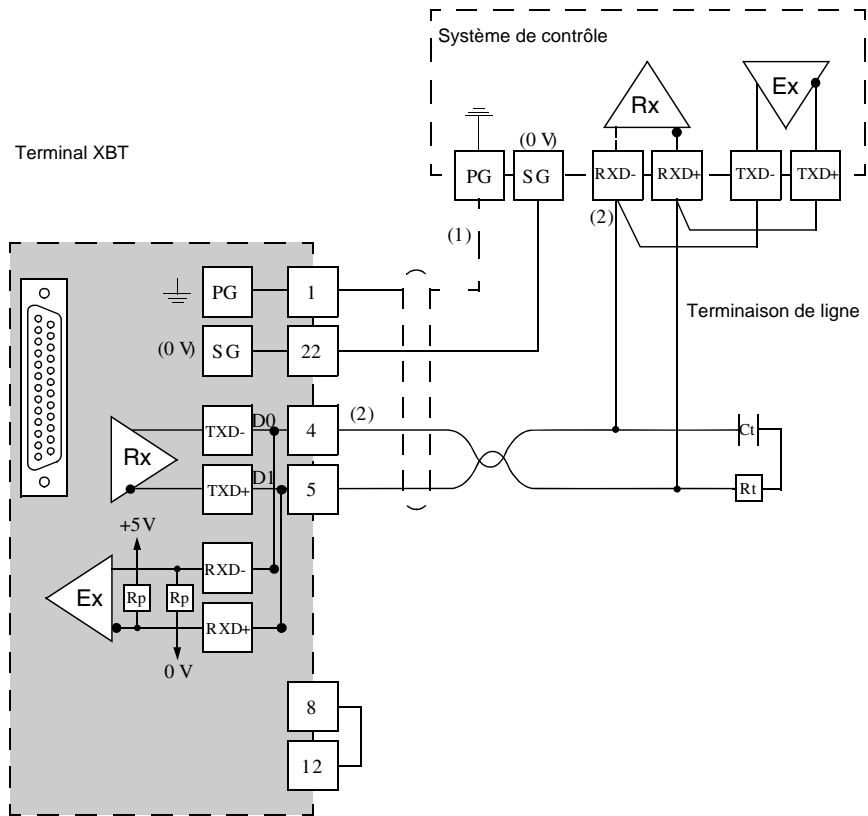 Système de contrôle
Rx
Ex
Terminal XBT
(0 V)
PG
SG
RXD-
RXD+
TXD-
TXD+
(1)
(2)
PG
1
Terminaison de ligne
(0 V)
SG
22
TXD-
D0
4
(2)
Ct
Rx
TXD+
D1
5
Rt
+5V
RXD-
Ex
Rp
Rp
RXD+
0 V
8
12